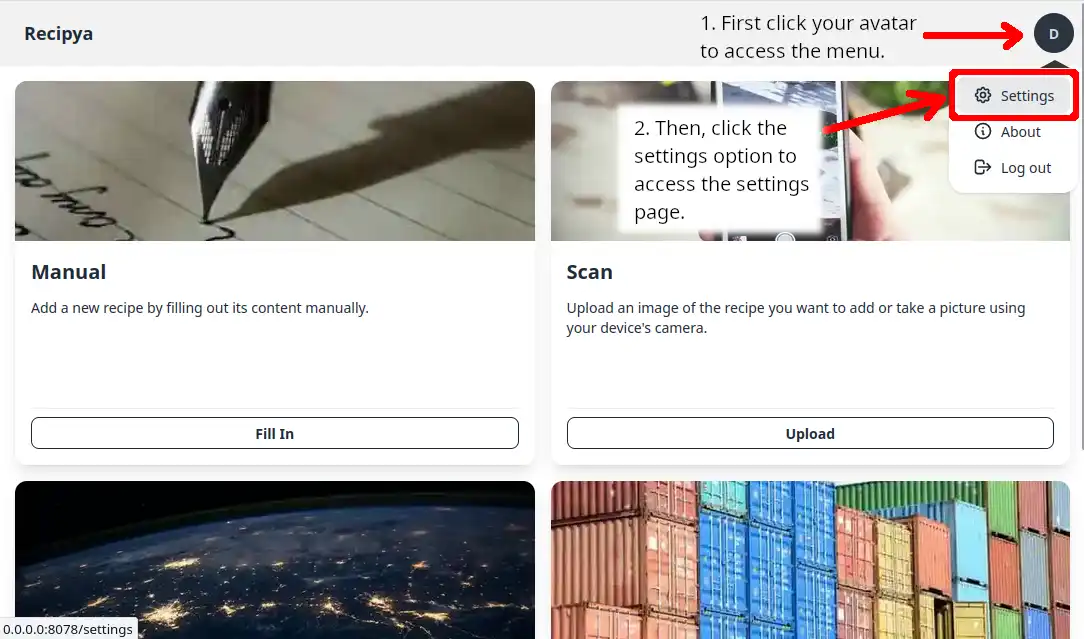 Recipya
1. First click your avatar
to access the menu.
D
Settings
About
Log out
2. Then, click the
settings option to
access the settings
page.
Manual
Add a new recipe by filling out its content manually.
Fill In
Scan
Upload an image of the recipe you want to add or take a picture using
your device's camera.
Upload
0.0.0.0:8078/settings